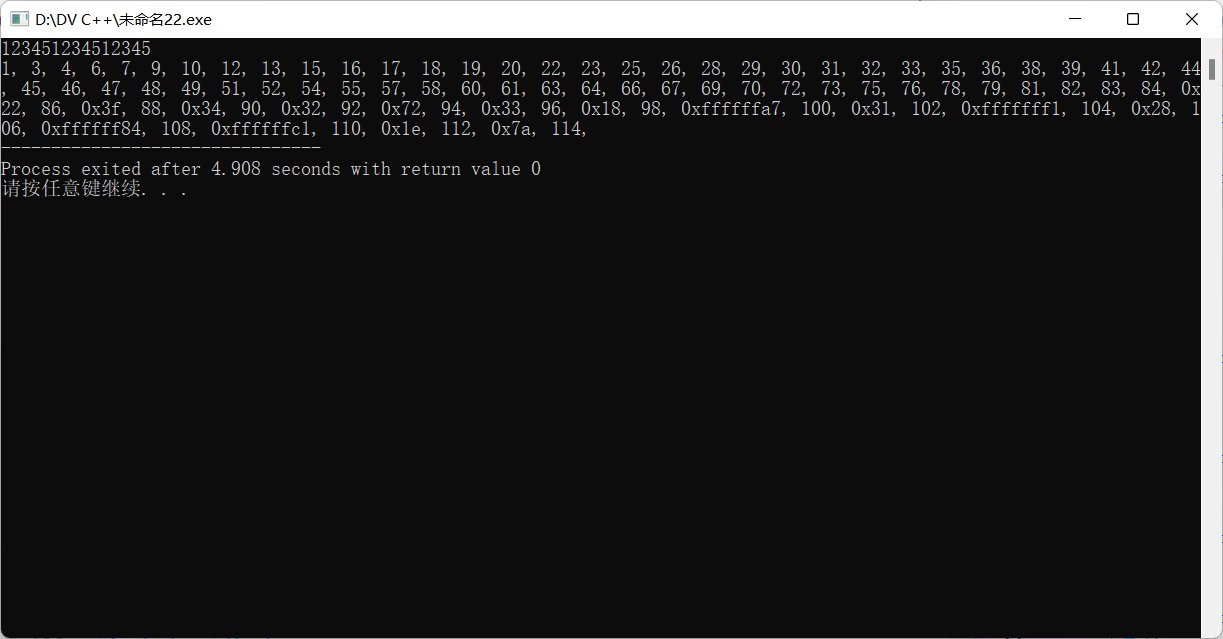 D:\DV C++\未命名22.exe
123451234512345
1, 3, 4, 6, 7, 9, 10, 12, 13, 15, 16, 17, 18, 19, 20, 22, 23, 25, 26, 28, 29, 30, 31, 32, 33, 35, 36, 38, 39, 41, 42, 44
, 45, 46, 47, 48, 49, 51, 52, 54, 55, 57, 58, 60, 61, 63, 64, 66, 67, 69, 70, 72, 73, 75, 76, 78, 79, 81, 82, 83, 84, 0x
22, 86, 0x3f, 88, 0x34, 90, 0x32, 92, 0x72, 94, 0x33, 96, 0x18, 98, 0xffffffa7, 100, 0x31, 102, 0xfffffff1, 104, 0x28, 1
06, 0xffffff84, 108, 0xffffffc1, 110, 0x1e, 112, 0x7a, 114,
--------------------------------
Process exited after 4.908 seconds with return value 0
请按任意键继续. . .